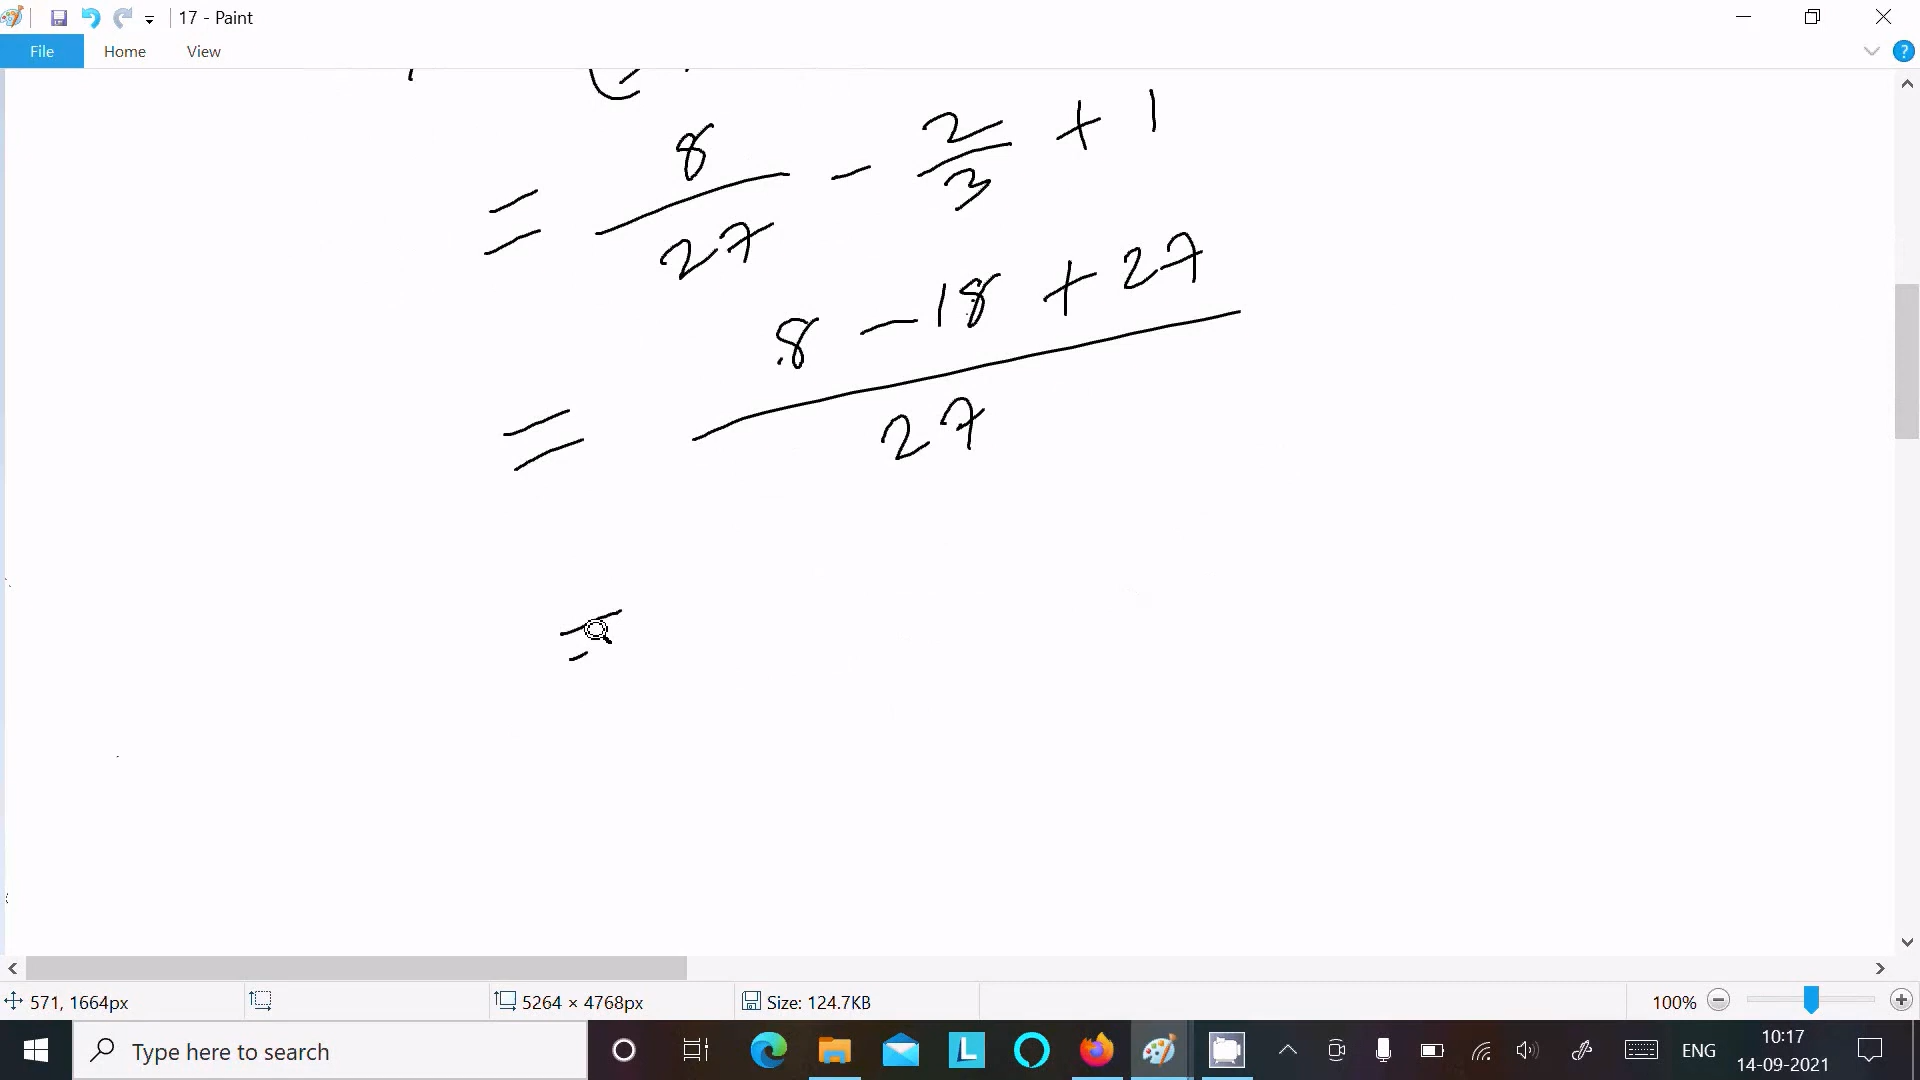 17 - Paint
File Home View
= 8/27 - 2/3 + 1
= 8 - 18 + 27 / 27
=
571, 1664px 5264 × 4768px Size: 124.7KB 100%
Type here to search L ENG 10:17
14-09-2021